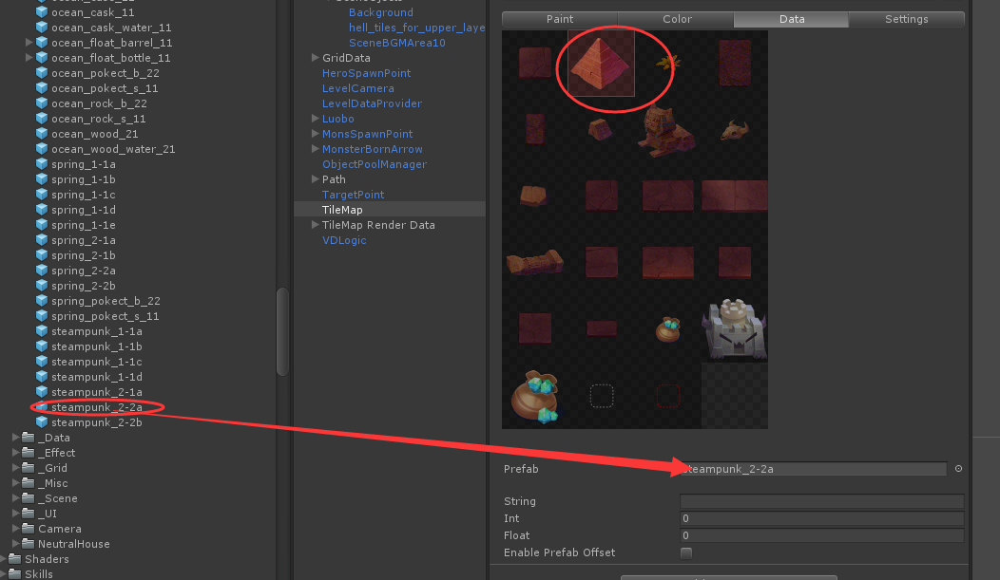 ocean_cask_11
ocean_cask_water_11
ocean_float_barrel_11
ocean_float_bottle_11
ocean_pokect_b_22
ocean_pokect_s_11
ocean_rock_b_22
ocean_rock_s_11
ocean_wood_21
ocean_wood_water_21
spring_1-1a
spring_1-1b
spring_1-1c
spring_1-1d
spring_1-1e
spring_2-1a
spring_2-1b
spring_2-2a
spring_2-2b
spring_pokect_b_22
spring_pokect_s_11
steampunk_1-1a
steampunk_1-1b
steampunk_1-1c
steampunk_1-1d
steampunk_2-1a
steampunk_2-2a
steampunk_2-2b
_Data
_Effect
_Grid
_Misc
_Scene
_UI
Camera
NeutralHouse
Shaders
Skills
Background
hell_tiles_for_upper_laye
SceneBGMArea10
GridData
HeroSpawnPoint
LevelCamera
LevelDataProvider
Luobo
MonsSpawnPoint
MonsterBornArrow
ObjectPoolManager
Path
TargetPoint
TileMap
TileMap Render Data
VDLogic
Paint Color Data Settings
Prefab steampunk_2-2a
String
Int 0
Float 0
Enable Prefab Offset